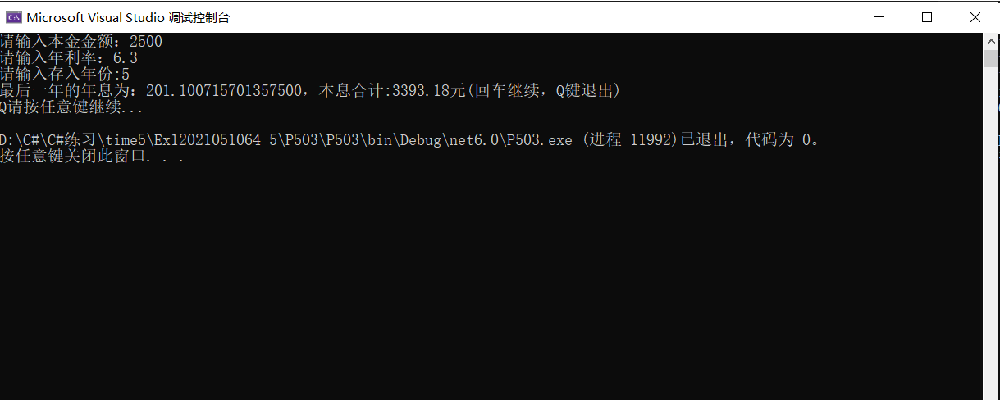 Microsoft Visual Studio 调试控制台
请输入本金金额：2500
请输入年利率：6.3
请输入存入年份:5
最后一年的年息为：201.100715701357500，本息合计:3393.18元(回车继续，Q键退出)
Q请按任意键继续...
D:\C#\C#练习\time5\Ex12021051064-5\P503\P503\bin\Debug\net6.0\P503.exe (进程 11992)已退出，代码为 0。
按任意键关闭此窗口. . .